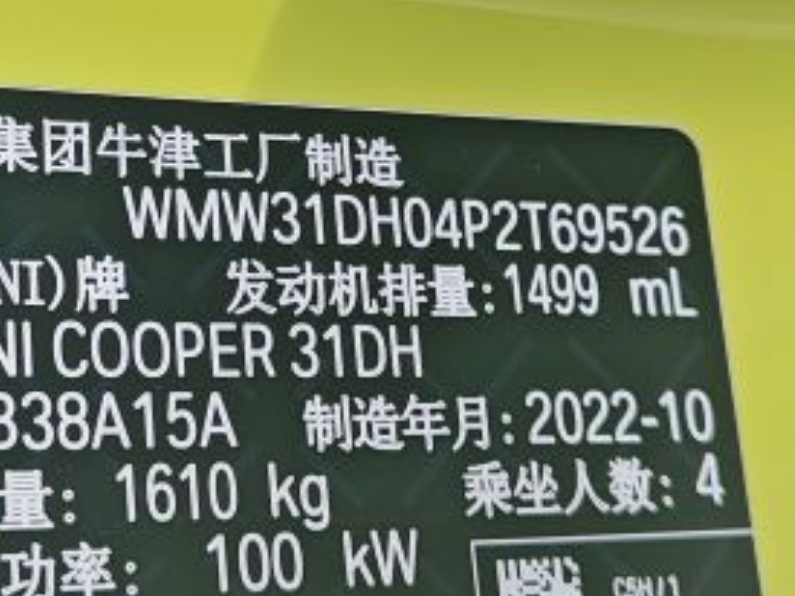 集团牛津工厂制造
WMW31DH04P2T69526
NI)牌 发动机排量:1499 mL
NI COOPER 31DH
B38A15A 制造年月:2022-10
量: 1610 kg 乘坐人数: 4
功率: 100 kW